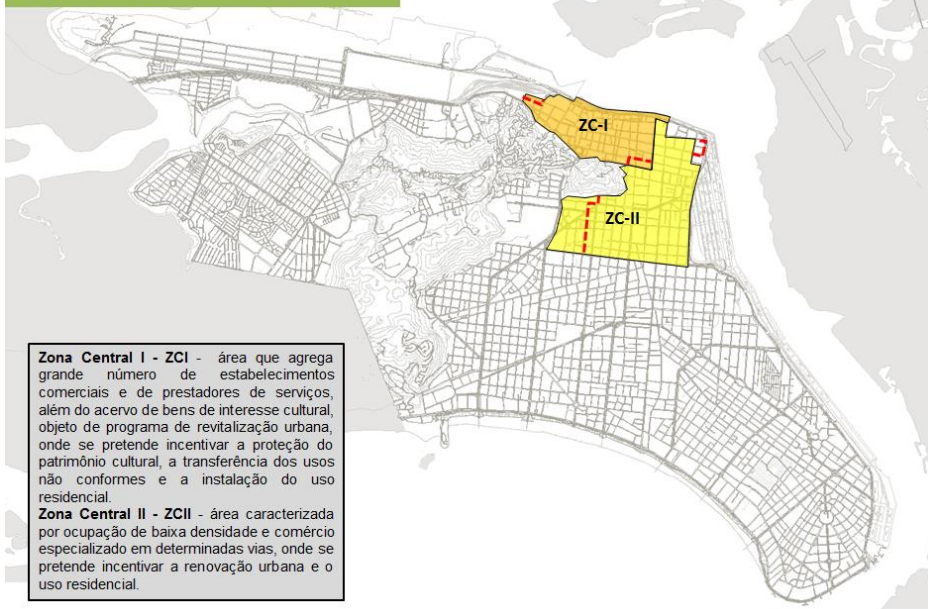 ZC-I
ZC-II
Zona Central I - ZCI - área que agrega
grande número de estabelecimentos
comerciais e de prestadores de serviços,
além do acervo de bens de interesse cultural,
objeto de programa de revitalização urbana,
onde se pretende incentivar a proteção do
patrimônio cultural, a transferência dos usos
não conformes e a instalação do uso
residencial.
Zona Central II - ZCII - área caracterizada
por ocupação de baixa densidade e comércio
especializado em determinadas vias, onde se
pretende incentivar a renovação urbana e o
uso residencial.